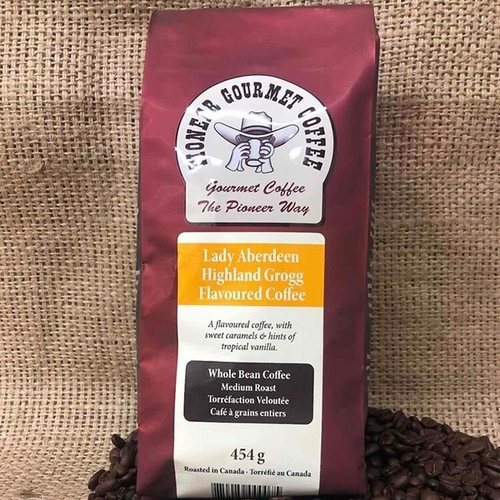 PIONEER GOURMET COFFEE
Gourmet Coffee
The Pioneer Way
Lady Aberdeen
Highland Grogg
Flavoured Coffee
A flavoured coffee, with
sweet caramels & hints of
tropical vanilla.
Whole Bean Coffee
Medium Roast
Torréfaction Veloutée
Café à grains entiers
454 g
Roasted in Canada - Torréfié au Canada